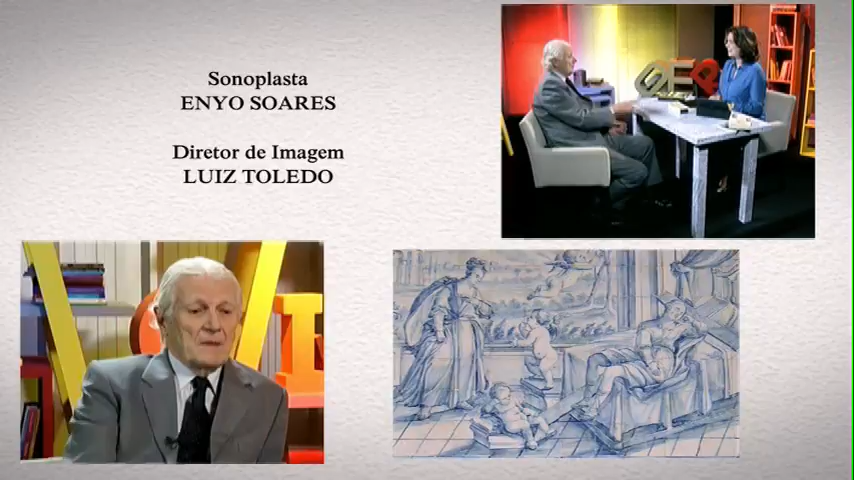 Sonoplasta
ENYO SOARES
Diretor de Imagem
LUIZ TOLEDO